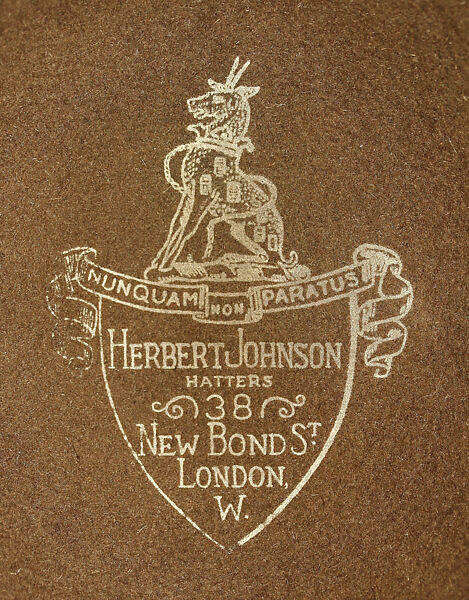 NUNQUAM NON PARATUS
HERBERT JOHNSON
HATTERS
38
NEW BOND ST.
LONDON,
W.